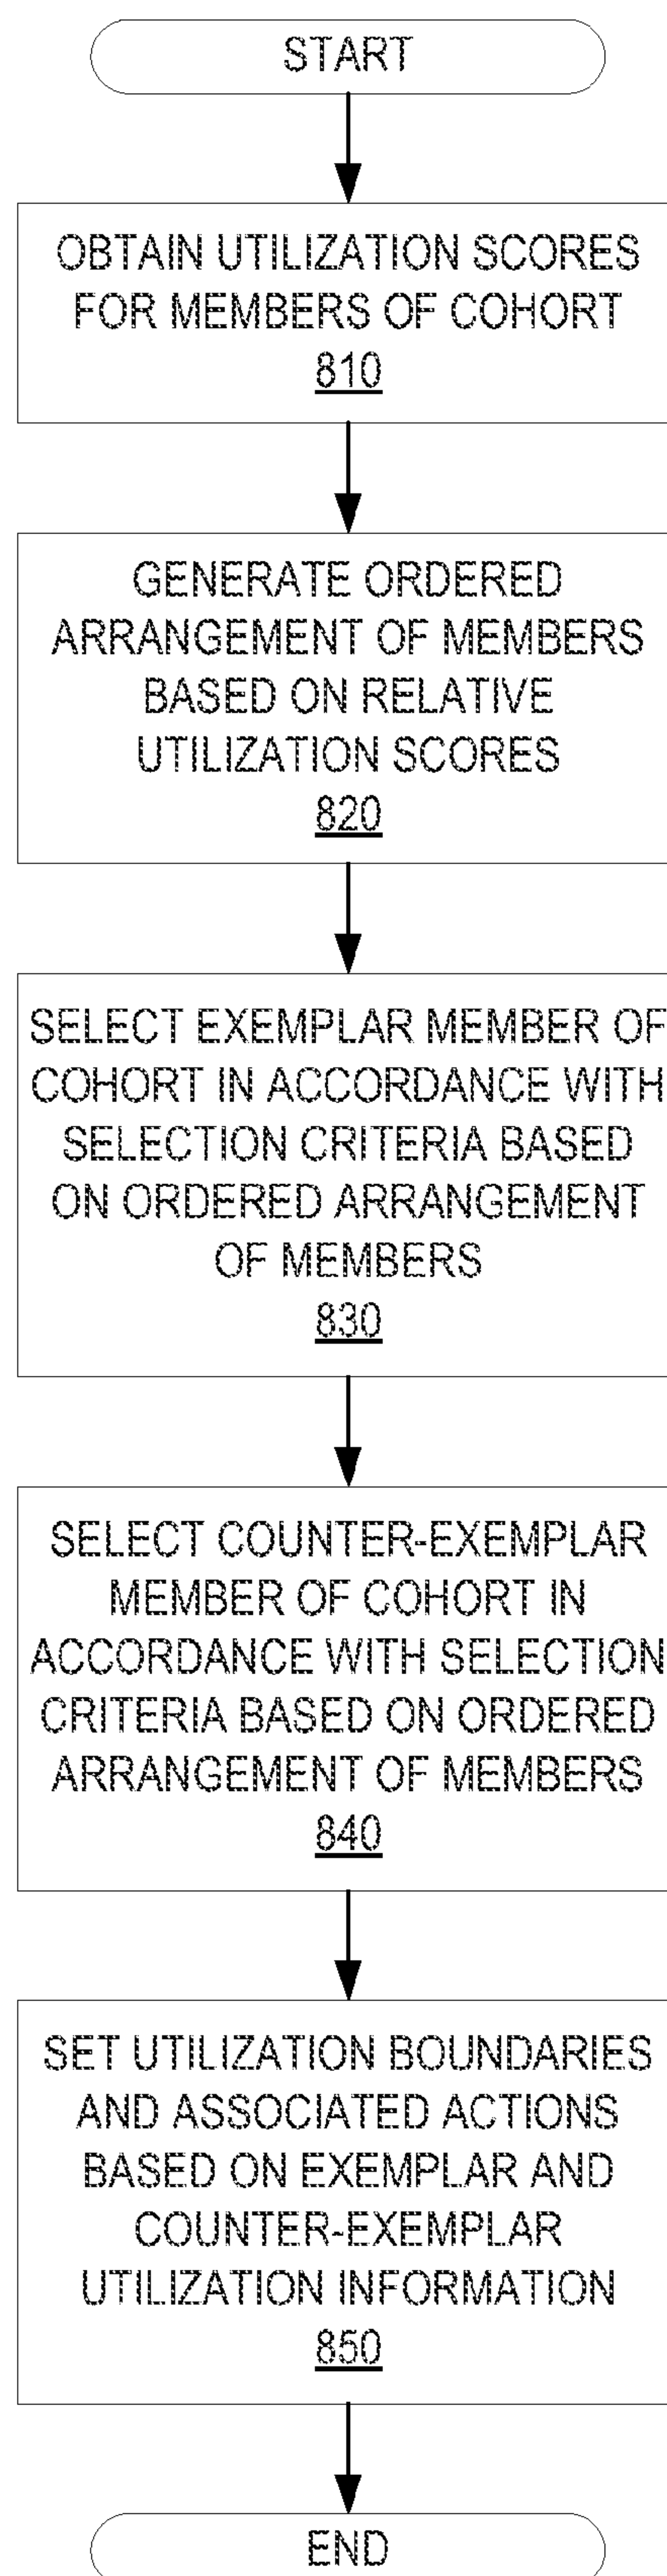 START
OBTAIN UTILIZATION SCORES
FOR MEMBERS OF COHORT
810
GENERATE ORDERED
ARRANGEMENT OF MEMBERS
BASED ON RELATIVE
UTILIZATION SCORES
820
SELECT EXEMPLAR MEMBER OF
COHORT IN ACCORDANCE WITH
SELECTION CRITERIA BASED
ON ORDERED ARRANGEMENT
OF MEMBERS
830
SELECT COUNTER-EXEMPLAR
MEMBER OF COHORT IN
ACCORDANCE WITH SELECTION
CRITERIA BASED ON ORDERED
ARRANGEMENT OF MEMBERS
840
SET UTILIZATION BOUNDARIES
AND ASSOCIATED ACTIONS
BASED ON EXEMPLAR AND
COUNTER-EXEMPLAR
UTILIZATION INFORMATION
850
END